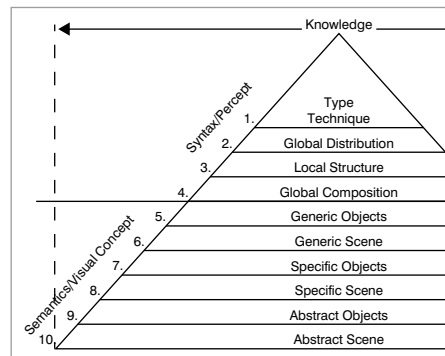 Knowledge
Syntax/Percept
1. Type
Technique
2. Global Distribution
3. Local Structure
4. Global Composition
Semantics/Visual Concept
5. Generic Objects
6. Generic Scene
7. Specific Objects
8. Specific Scene
9. Abstract Objects
10. Abstract Scene